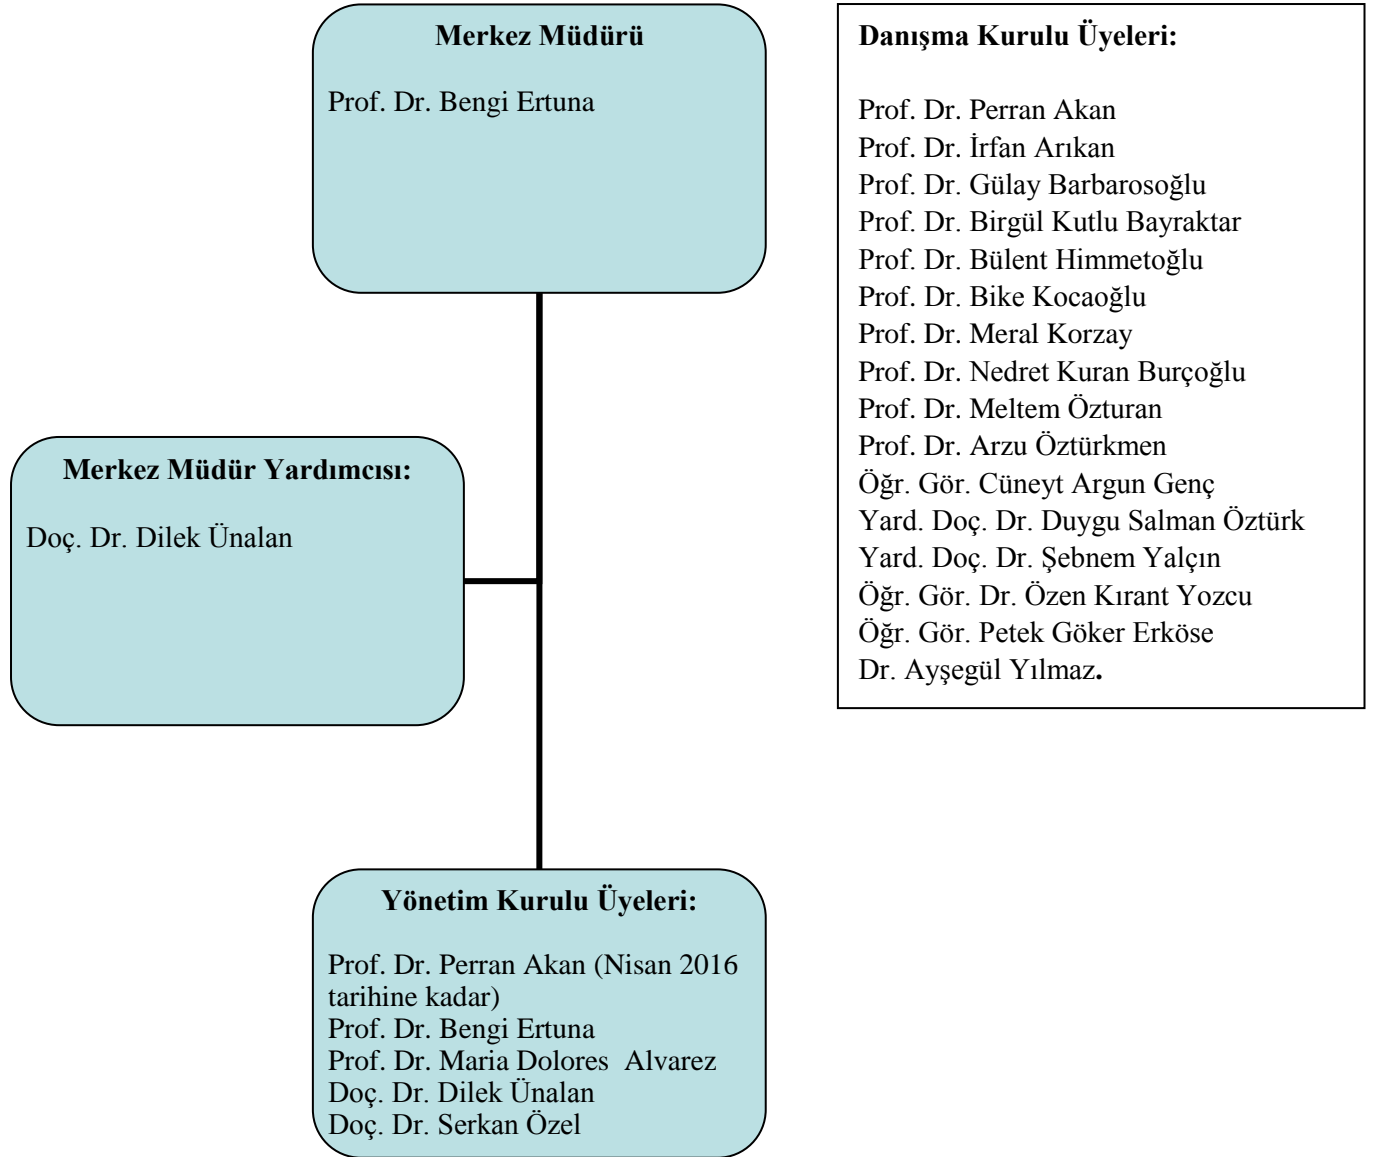 Merkez Müdürü
Prof. Dr. Bengi Ertuna
Danışma Kurulu Üyeleri:
Prof. Dr. Perran Akan
Prof. Dr. İrfan Arıkan
Prof. Dr. Gülay Barbarosoğlu
Prof. Dr. Birgül Kutlu Bayraktar
Prof. Dr. Bülent Himmetoğlu
Prof. Dr. Bike Kocaoğlu
Prof. Dr. Meral Korzay
Prof. Dr. Nedret Kuran Burçoğlu
Prof. Dr. Meltem Özturan
Prof. Dr. Arzu Öztürkmen
Öğr. Gör. Cüneyt Argun Genç
Yard. Doç. Dr. Duygu Salman Öztürk
Yard. Doç. Dr. Şebnem Yalçın
Öğr. Gör. Dr. Özen Kırant Yozcu
Öğr. Gör. Petek Göker Erköse
Dr. Ayşegül Yılmaz.
Merkez Müdür Yardımcısı:
Doç. Dr. Dilek Ünalan
Yönetim Kurulu Üyeleri:
Prof. Dr. Perran Akan (Nisan 2016
tarihine kadar)
Prof. Dr. Bengi Ertuna
Prof. Dr. Maria Dolores  Alvarez
Doç. Dr. Dilek Ünalan
Doç. Dr. Serkan Özel